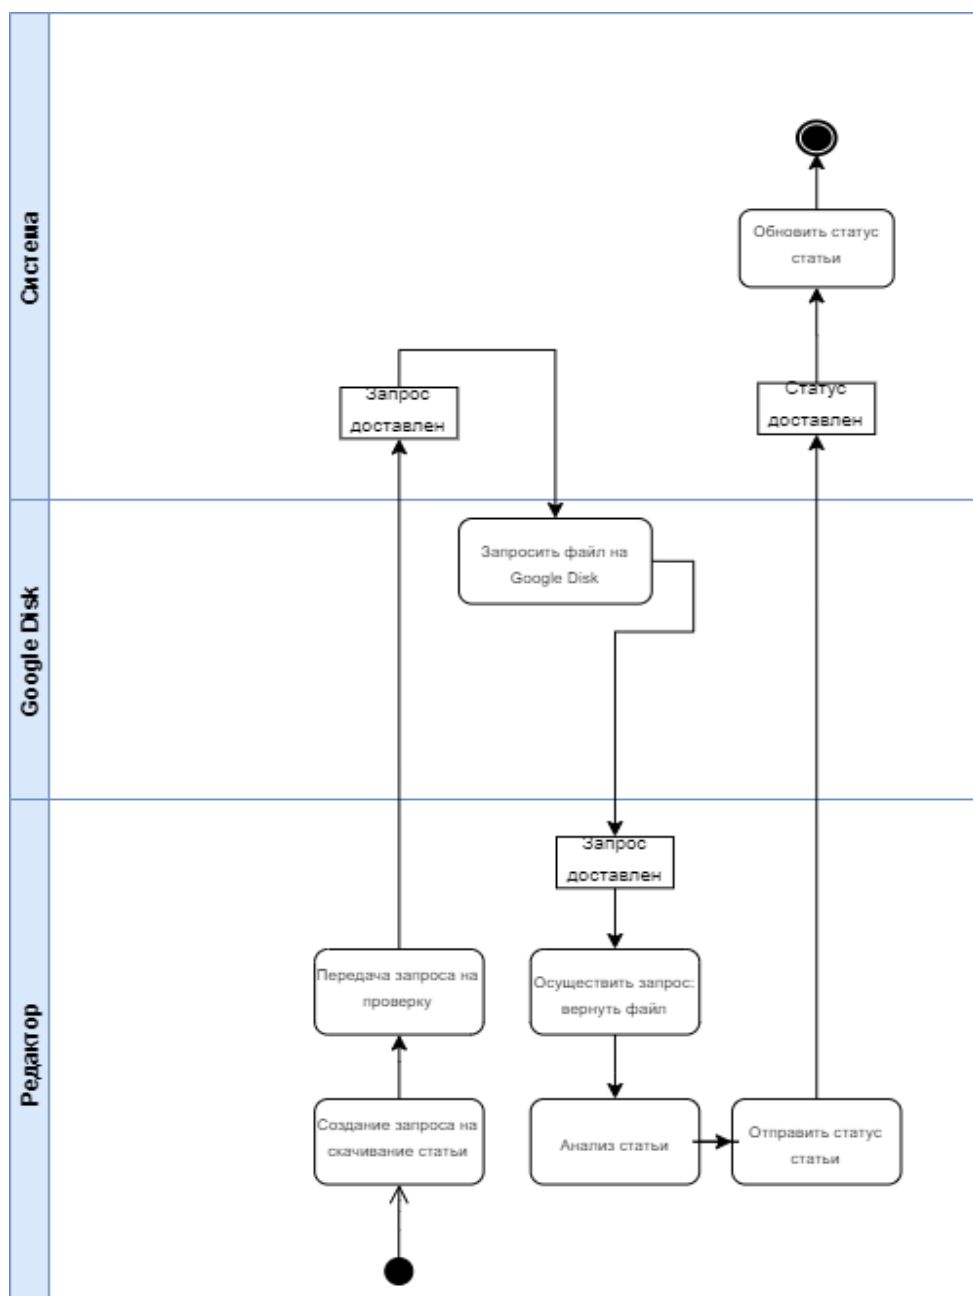 Система
Обновить статус
статьи
Запрос
доставлен
Статус
доставлен
Google Disk
Запросить файл на
Google Disk
Редактор
Запрос
доставлен
Передача запроса на
проверку
Осуществить запрос:
вернуть файл
Создание запроса на
скачивание статьи
Анализ статьи
Отправить статус
статьи